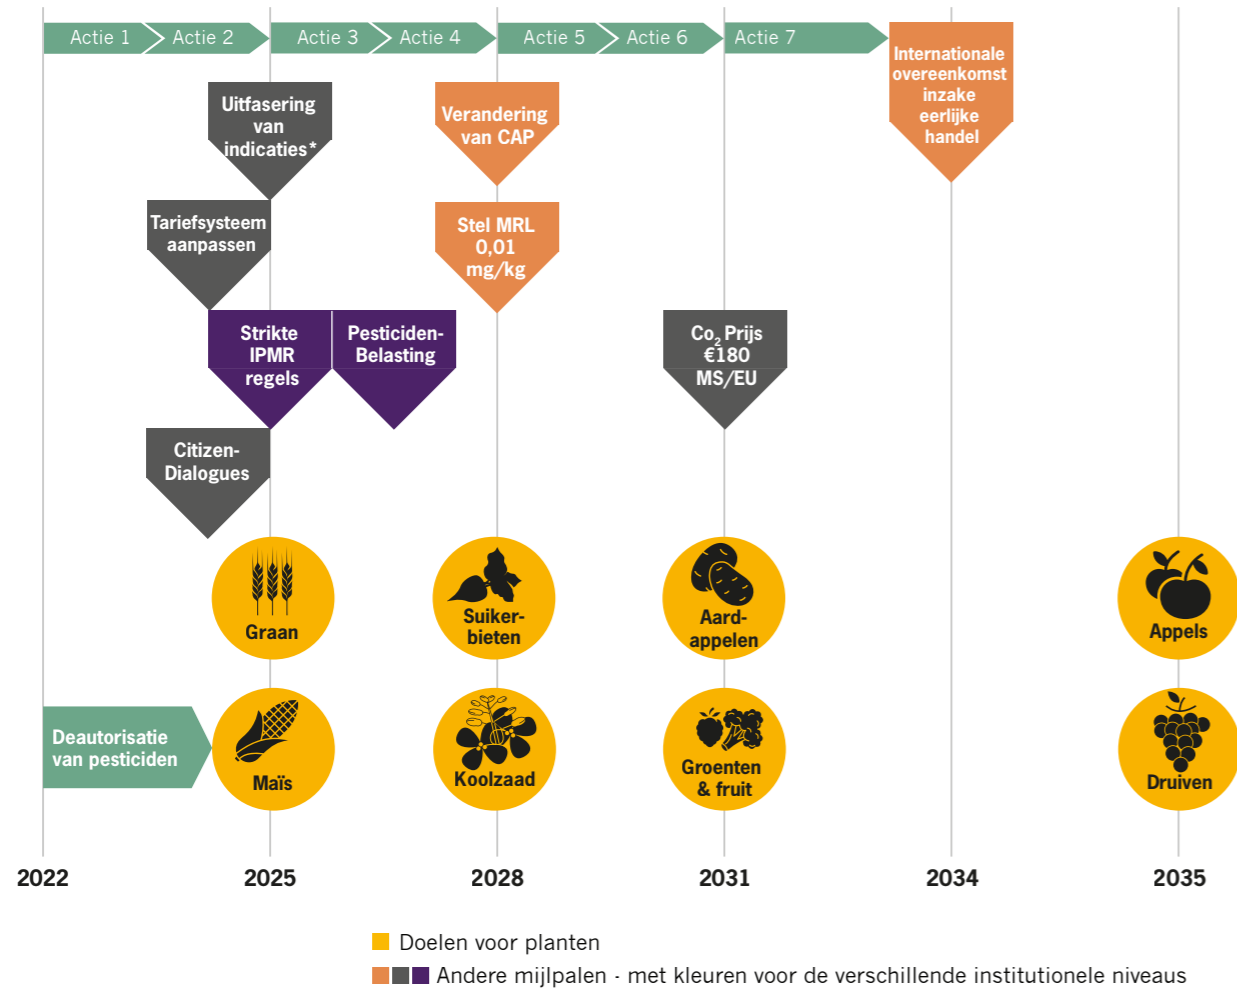 Actie 1
Actie 2
Actie 3
Actie 4
Actie 5
Actie 6
Actie 7
Internationale
overeenkomst
inzake
eerlijke
handel
Uitfasering
van
indicaties*
Verandering
van CAP
Tariefsysteem
aanpassen
Stel MRL
0,01
mg/kg
Strikte
IPMR
regels
Pesticiden-
Belasting
Co₂ Prijs
€180
MS/EU
Citizen-
Dialogues
Graan
Suiker-
bieten
Aard-
appelen
Appels
Deautorisatie
van pesticiden
Maïs
Koolzaad
Groenten
& fruit
Druiven
2022
2025
2028
2031
2034
2035
Doelen voor planten
Andere mijlpalen - met kleuren voor de verschillende institutionele niveaus